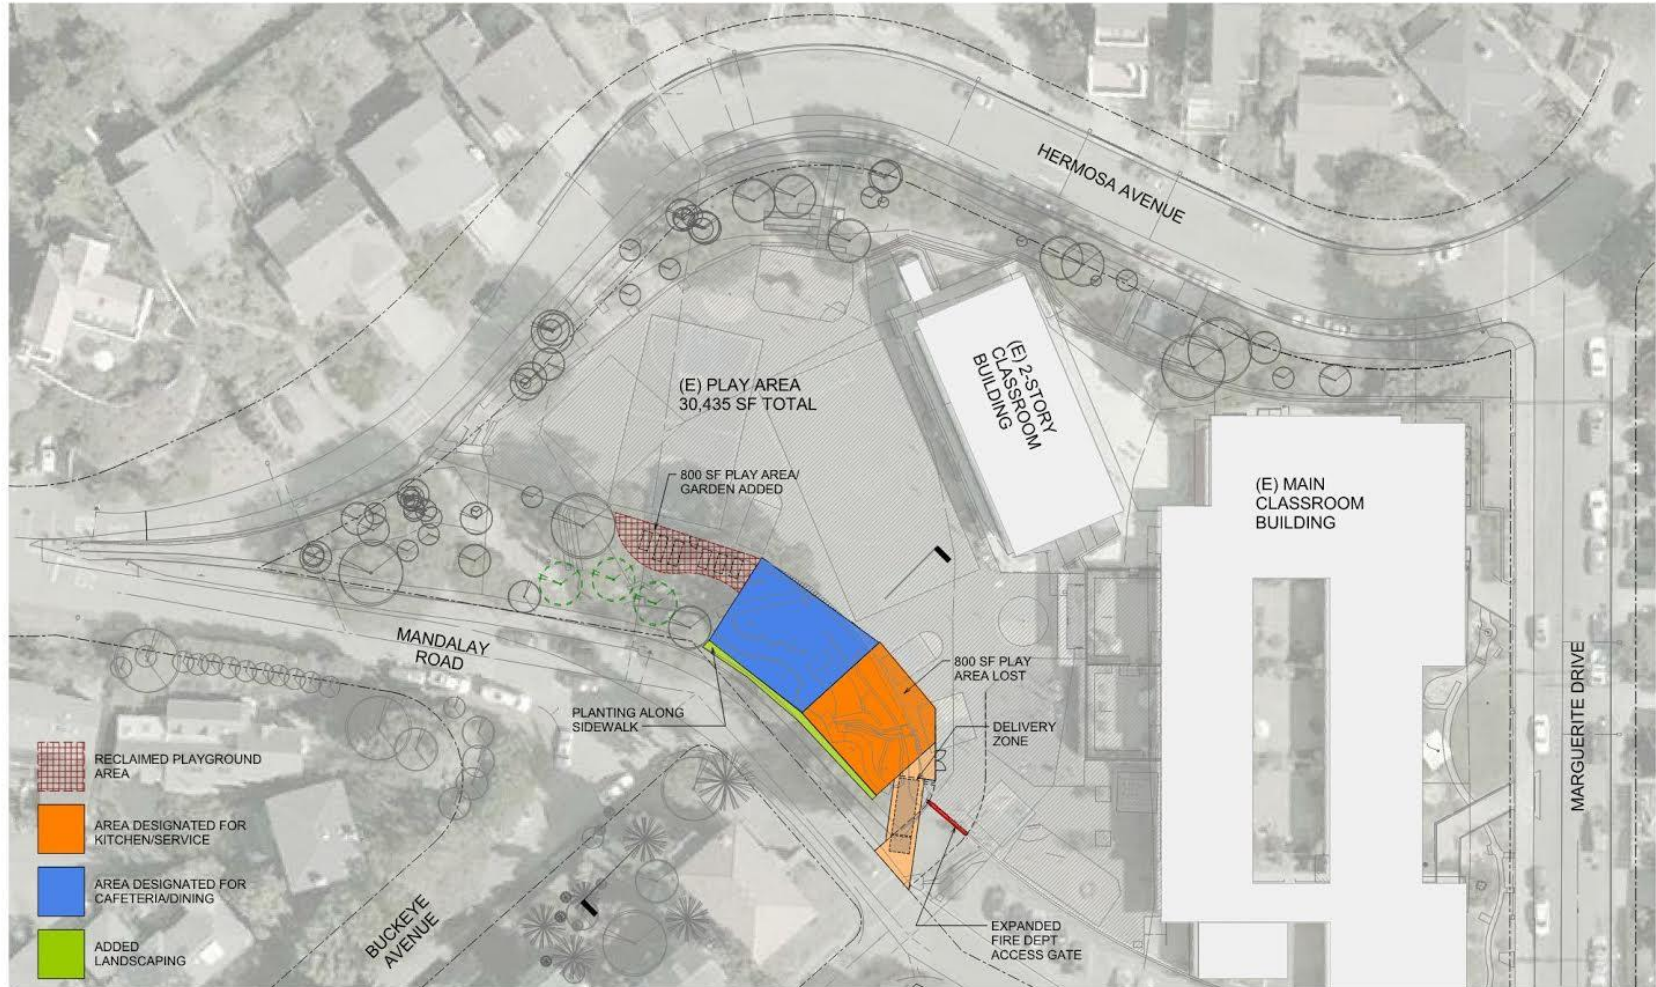 HERMOSA AVENUE
(E) 2-STORY
CLASSROOM
BUILDING
(E) PLAY AREA
30,435 SF TOTAL
800 SF PLAY AREA/
GARDEN ADDED
(E) MAIN
CLASSROOM
BUILDING
MANDALAY
ROAD
800 SF PLAY
AREA LOST
PLANTING ALONG
SIDEWALK
DELIVERY
ZONE
MARGUERITE DRIVE
RECLAIMED PLAYGROUND
AREA
AREA DESIGNATED FOR
KITCHEN/SERVICE
AREA DESIGNATED FOR
CAFETERIA/DINING
ADDED
LANDSCAPING
BUCKEYE
AVENUE
EXPANDED
FIRE DEPT
ACCESS GATE